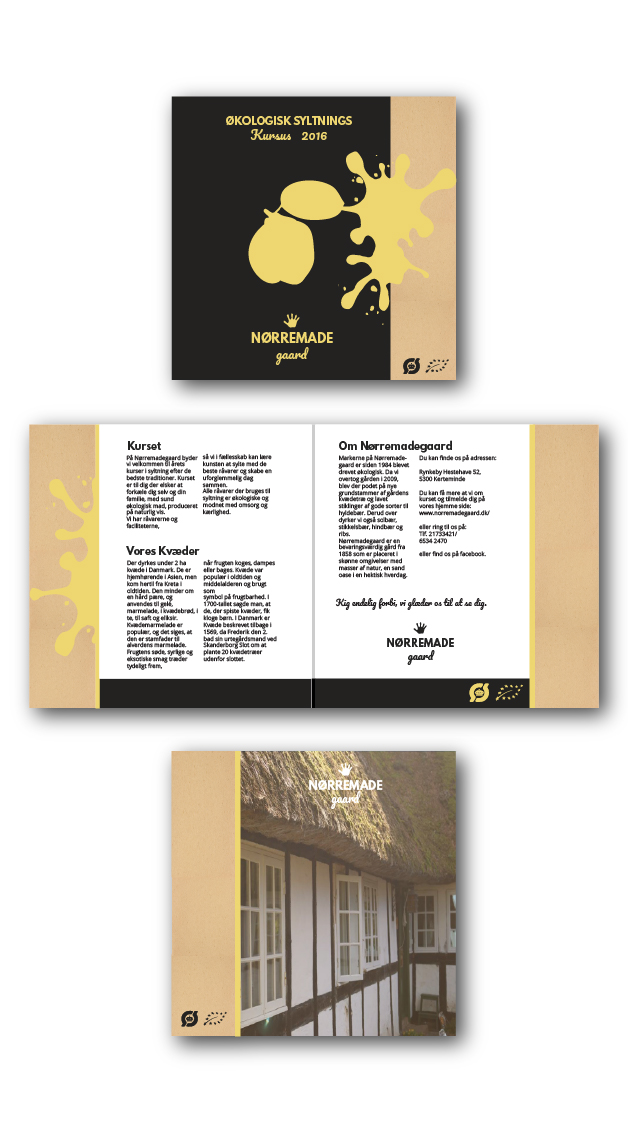 ØKOLOGISK SYLTNINGS
Kursus 2016
NØRREMADE
gaard
Kurset
På Nørremadegaard byder
vi velkommen til årets
kurser i syltning efter de
bedste traditioner. Kurset
er til dig der elsker at
forkæle dig selv og din
familie, med sund
økologisk mad, produceret
på naturlig vis.
Vi har råvarerne og
faciliteterne,
så vi i fællesskab kan lære
kunsten at sylte med de
beste råvarer og skabe en
uforglemmelig dag
sammen.
Alle råvarer der bruges til
syltning er økologiske og
modnet med omsorg og
kærlighed.
Vores Kvæder
Der dyrkes under 2 ha
kvæde i Danmark. De er
hjemhørende i Asien, men
kom hertil fra Kreta i
oldtiden. Den minder om
en hård pære, og
anvendes til gelé,
marmelade, i kvædebrød, i
te, til saft og eliksir.
Kvædemarmelade er
populær, og det siges, at
den er stamfader til
alverdens marmelade.
Frugtens søde, syrlige og
eksotiske smag træder
tydeligt frem,
når frugten koges, dampes
eller bages. Kvæde var
populær i oldtiden og
middelalderen og brugt
som
symbol på frugtbarhed. I
1700-tallet sagde man, at
de, der spiste kvæder, fik
kloge børn. I Danmark er
Kvæde beskrevet tilbage i
1569, da Frederik den 2.
bad sin urtegårdsmand ved
Skanderborg Slot om at
plante 20 kvædetræer
udenfor slottet.
Om Nørremadegaard
Markerne på Nørremade-
gaard er siden 1984 blevet
drevet økologisk. Da vi
overtog gården i 2009,
blev der podet på nye
grundstammer af gårdens
kvædetræ og lavet
stiklinger af gode sorter til
hyldebær. Derud over
dyrker vi også solbær,
stikkelsbær, hindbær og
ribs.
Nørremadegaard er en
bevaringsværdig gård fra
1858 som er placeret i
skønne omgivelser med
masser af natur, en sand
oase i en hektisk hverdag.
Du kan finde os på adressen:
Rynkeby Hestehave 52,
5300 Kerteminde
Du kan få mere at vi om
kurset og tilmelde dig på
vores hjemme side:
www.norremadegaard.dk/
eller ring til os på:
Tlf. 21753421/
6534 2470
eller find os på facebook.
Kig endelig forbi, vi glæder os til at se dig.
NØRREMADE
gaard
NØRREMADE
gaard